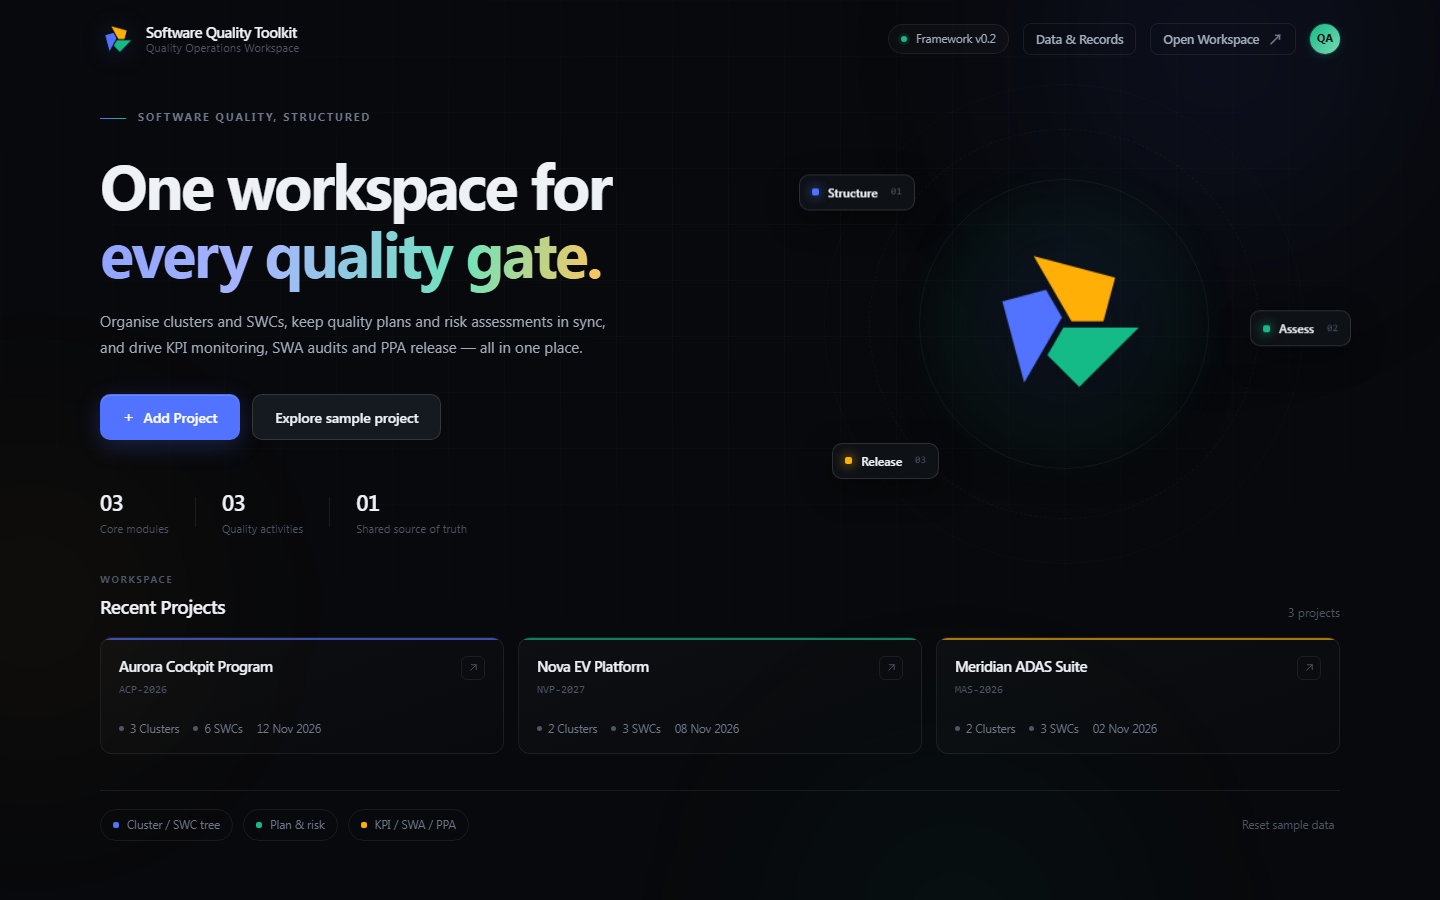 Software Quality Toolkit
Quality Operations Workspace
Framework v0.2
Data & Records
Open Workspace ↗
QA
SOFTWARE QUALITY, STRUCTURED
One workspace for
every quality gate.
Organise clusters and SWCs, keep quality plans and risk assessments in sync,
and drive KPI monitoring, SWA audits and PPA release — all in one place.
+ Add Project
Explore sample project
Structure 01
Assess 02
Release 03
03
Core modules
03
Quality activities
01
Shared source of truth
WORKSPACE
Recent Projects
3 projects
Aurora Cockpit Program
ACP-2026
3 Clusters 6 SWCs 12 Nov 2026
Nova EV Platform
NVP-2027
2 Clusters 3 SWCs 08 Nov 2026
Meridian ADAS Suite
MAS-2026
2 Clusters 3 SWCs 02 Nov 2026
Cluster / SWC tree
Plan & risk
KPI / SWA / PPA
Reset sample data